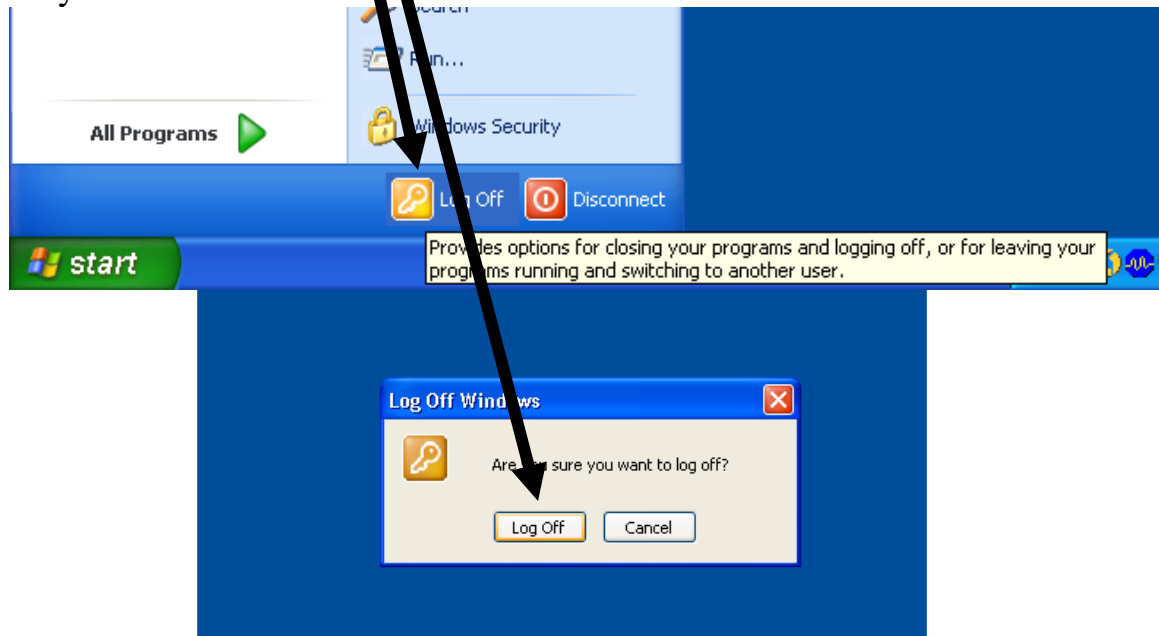 Search
Run...
All Programs
Windows Security
Log Off
Disconnect
start
Provides options for closing your programs and logging off, or for leaving your
programs running and switching to another user.
Log Off Windows
Are you sure you want to log off?
Log Off
Cancel